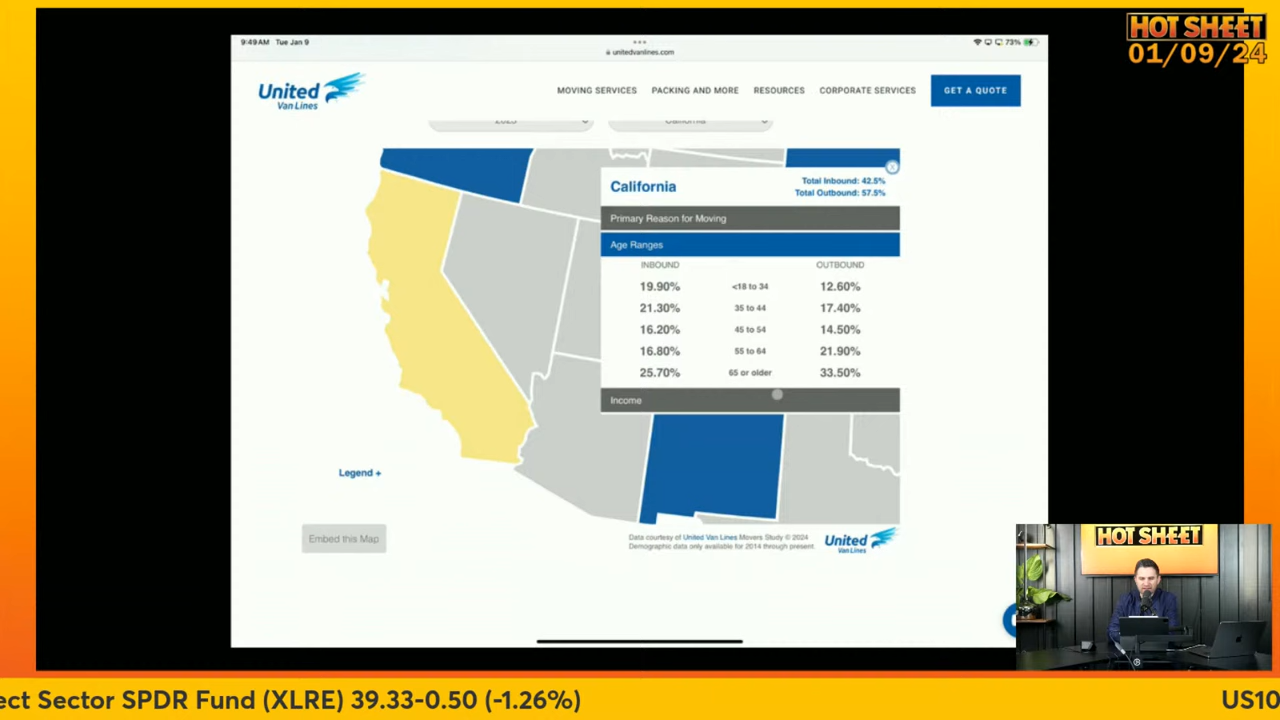 HOT SHEET
01/09/24
9:49AM Tue Jan 9
unitedvanlines.com
73%
United
Van Lines
MOVING SERVICES
PACKING AND MORE
RESOURCES
CORPORATE SERVICES
GET A QUOTE
2023
California
California
Total Inbound: 42.5%
Total Outbound: 57.5%
Primary Reason for Moving
Age Ranges
INBOUND OUTBOUND
19.90% <18 to 34 12.60%
21.30% 35 to 44 17.40%
16.20% 45 to 54 14.50%
16.80% 55 to 64 21.90%
25.70% 65 or older 33.50%
Income
Legend +
Embed this Map
Data courtesy of United Van Lines Movers Study © 2024
Demographic data only available for 2014 through present.
United
Van Lines
HOT SHEET
ect Sector SPDR Fund (XLRE) 39.33-0.50 (-1.26%)
US10